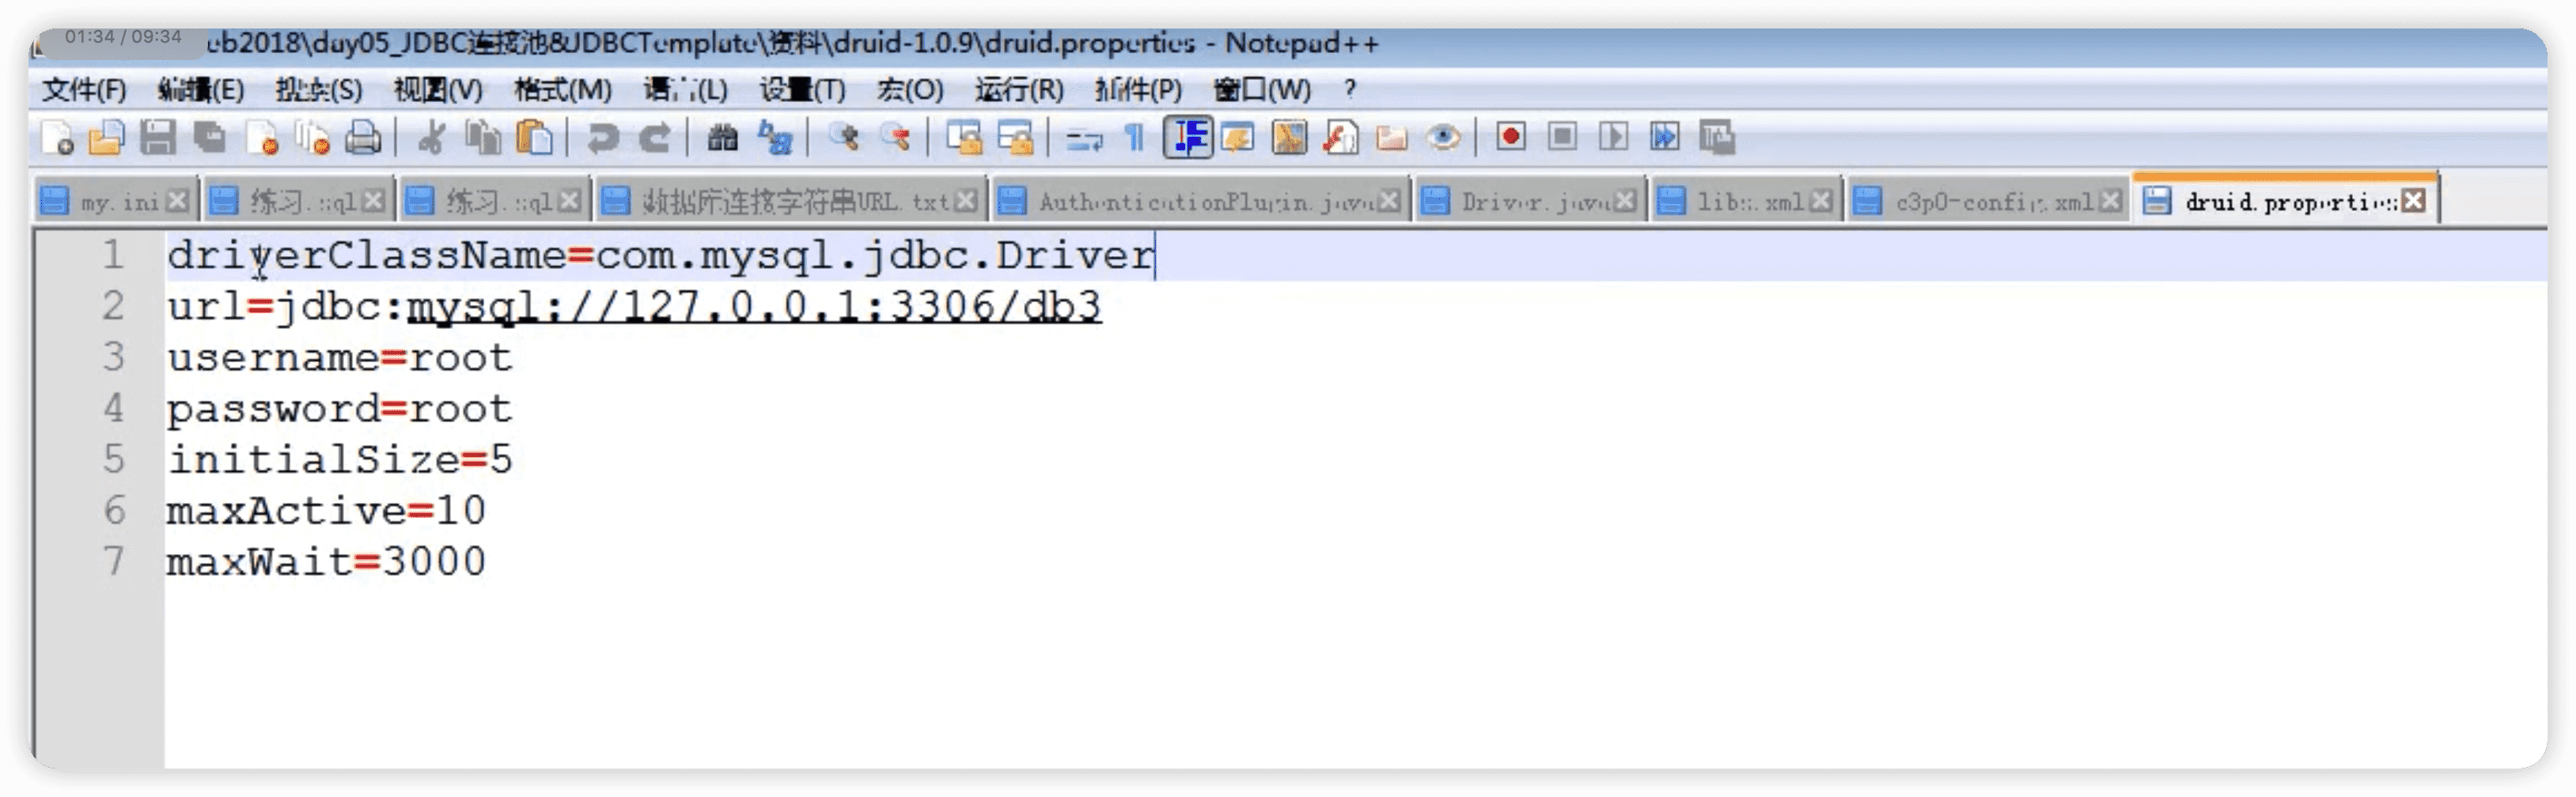 01:34 / 09:34
eb2018\day05_JDBC连接池&JDBCTemplate\资料\druid-1.0.9\druid.properties - Notepad++
文件(F) 编辑(E) 搜索(S) 视图(V) 格式(M) 语言(L) 设置(T) 宏(O) 运行(R) 插件(P) 窗口(W) ?
my.ini 练习.sql 练习.sql 数据库连接字符串URL.txt AuthenticationPlugin.java Driver.java libs.xml c3p0-config.xml druid.properties
1 driverClassName=com.mysql.jdbc.Driver
2 url=jdbc:mysql://127.0.0.1:3306/db3
3 username=root
4 password=root
5 initialSize=5
6 maxActive=10
7 maxWait=3000